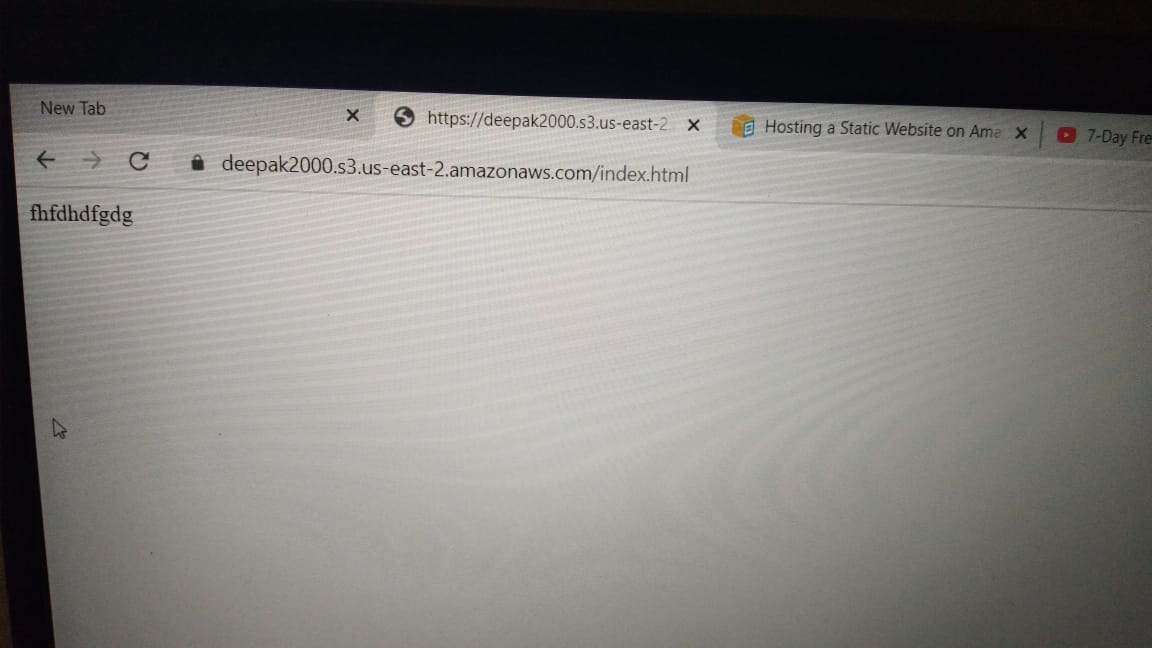 New Tab
https://deepak2000.s3.us-east-2
Hosting a Static Website on Ama
7-Day Fre
deepak2000.s3.us-east-2.amazonaws.com/index.html
fhfdhdfgdg